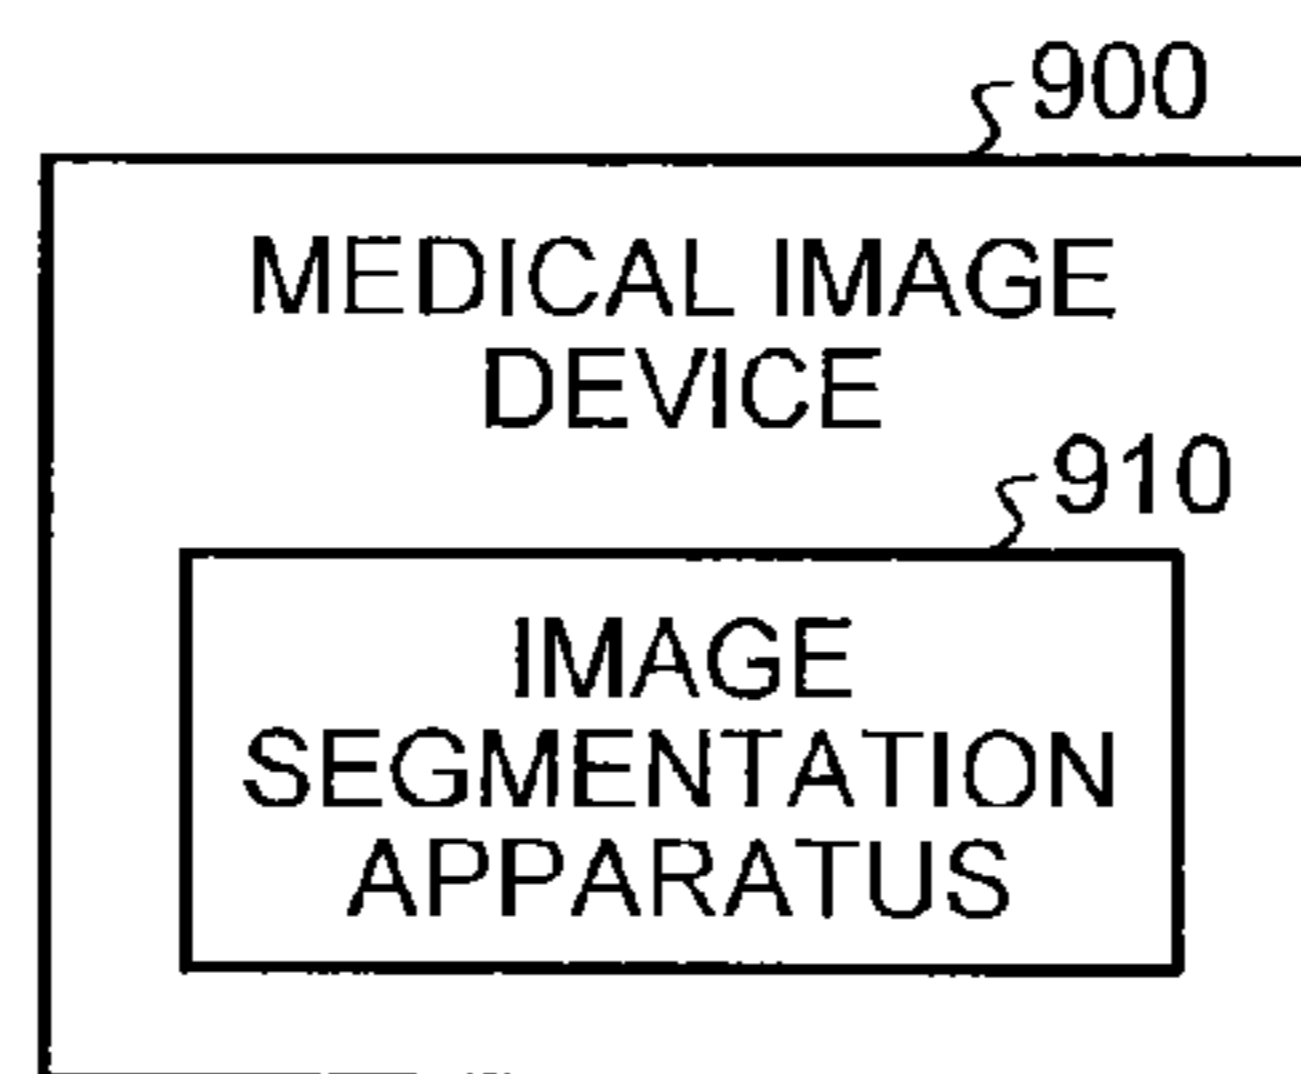 900
MEDICAL IMAGE
DEVICE
910
IMAGE
SEGMENTATION
APPARATUS